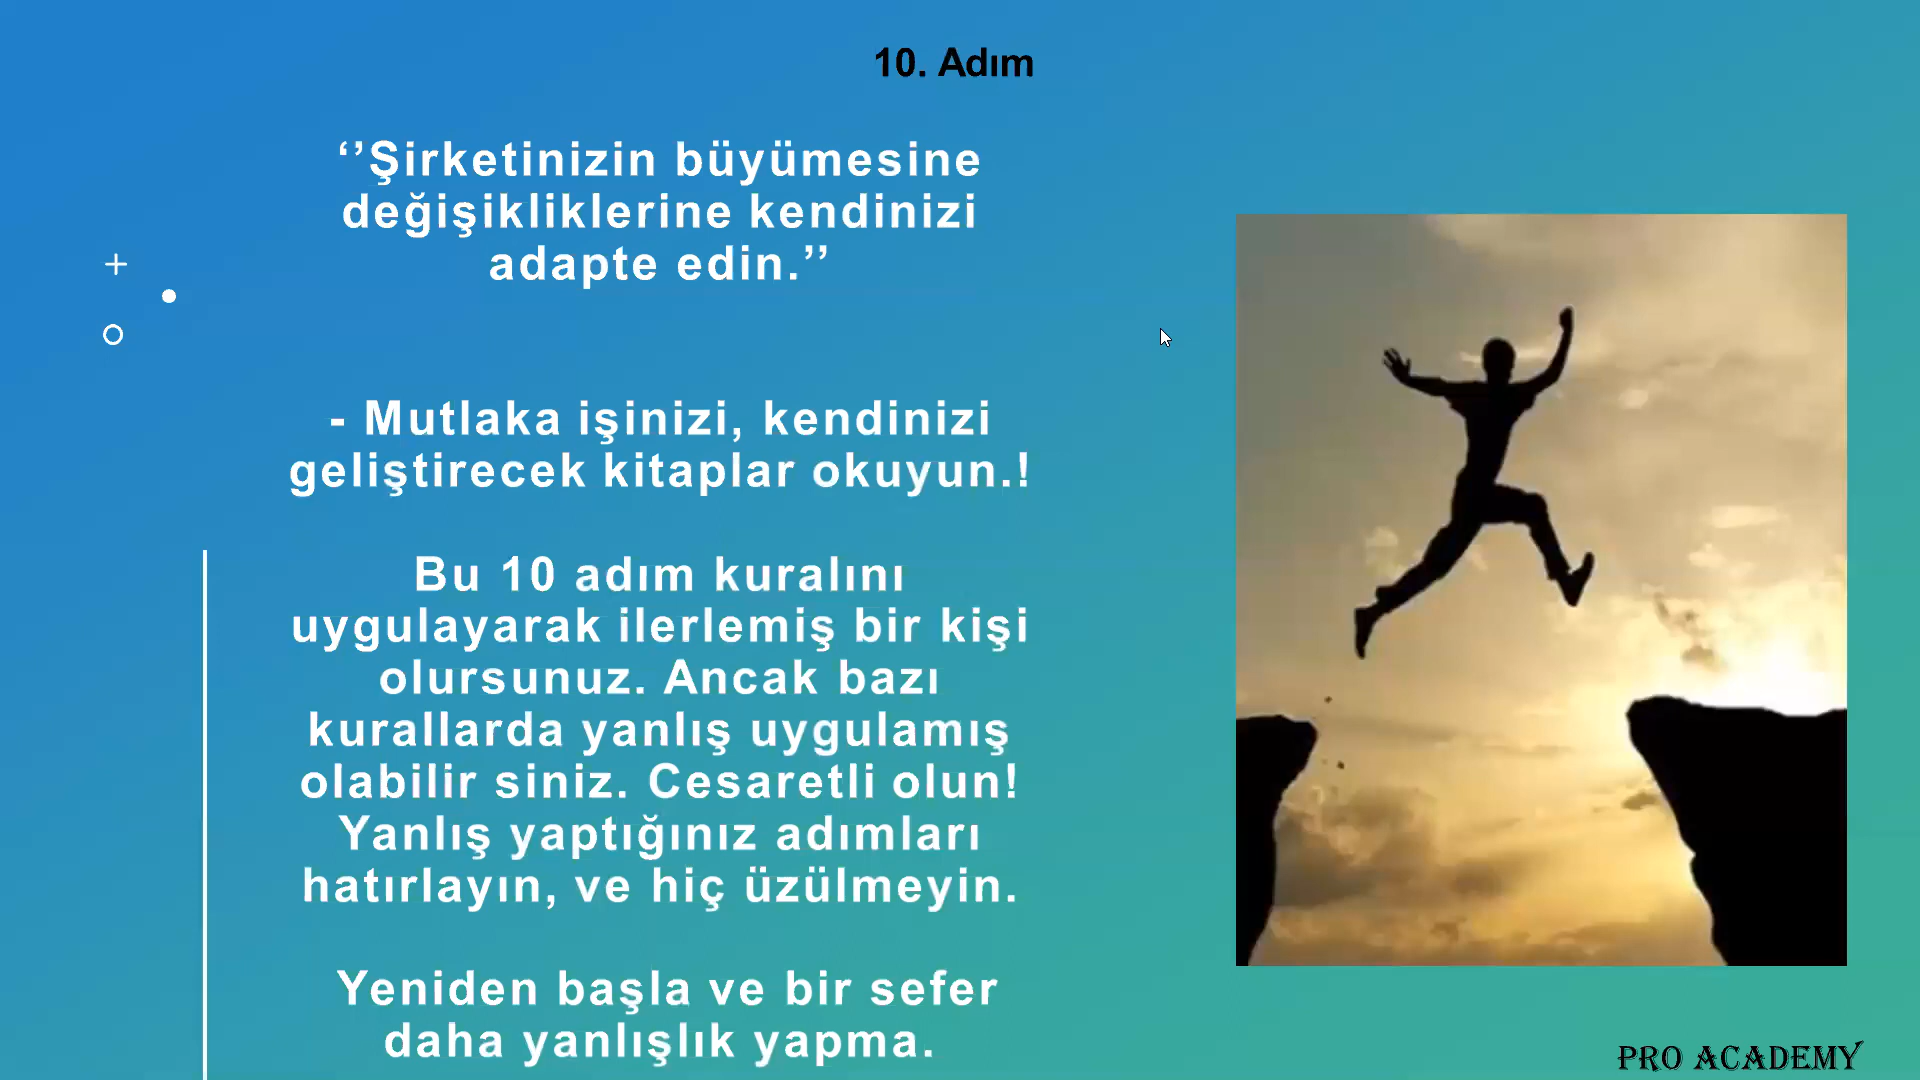 10. Adım
‘’Şirketinizin büyümesine
değişikliklerine kendinizi
adapte edin.’’
- Mutlaka işinizi, kendinizi
geliştirecek kitaplar okuyun.!
Bu 10 adım kuralını
uygulayarak ilerlemiş bir kişi
olursunuz. Ancak bazı
kurallarda yanlış uygulamış
olabilir siniz. Cesaretli olun!
Yanlış yaptığınız adımları
hatırlayın, ve hiç üzülmeyin.
Yeniden başla ve bir sefer
daha yanlışlık yapma.
PRO ACADEMY